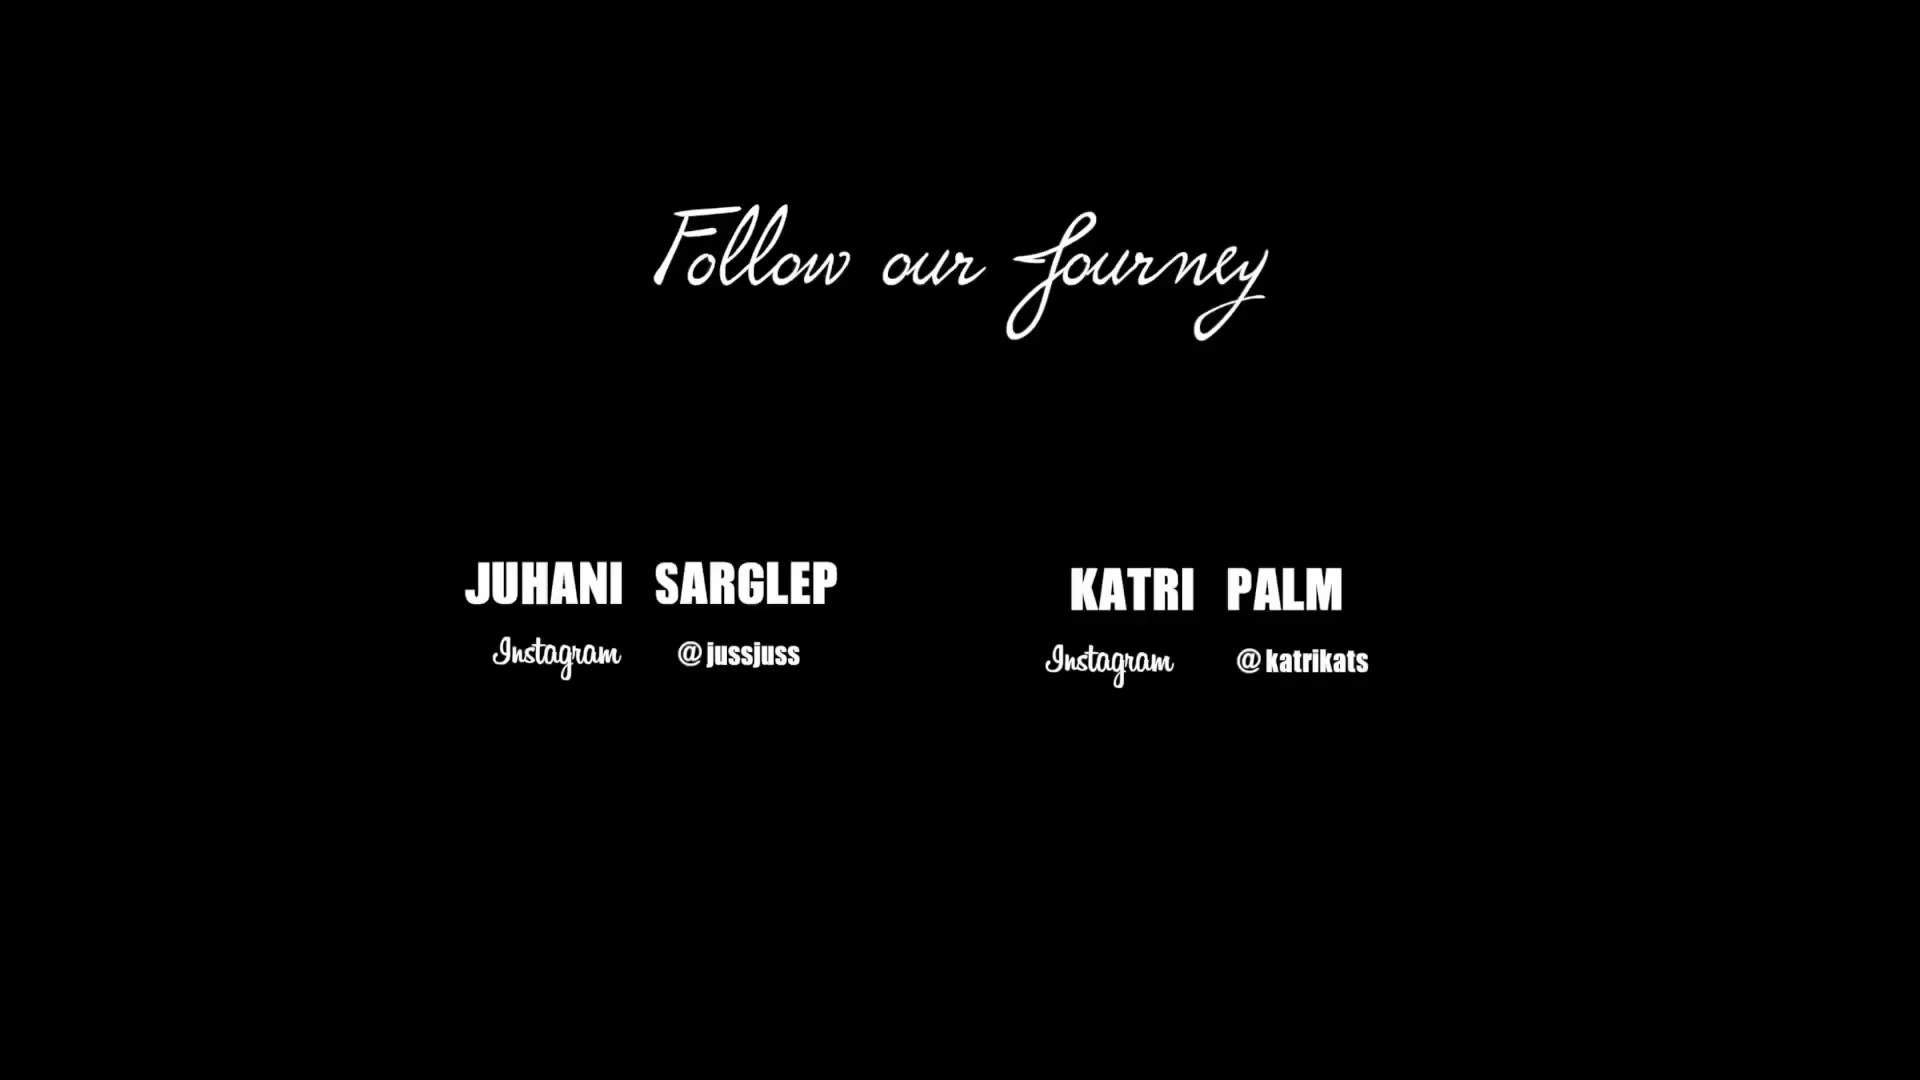 Follow our Journey
JUHANI SARGLEP
Instagram @jussjuss
KATRI PALM
Instagram @katrikats